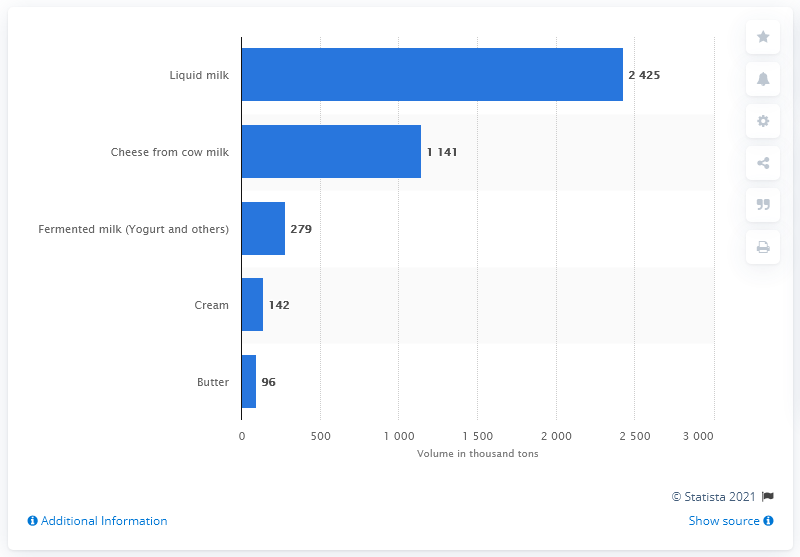 Liquid milk 2 425
Cheese from cow milk 1 141
Fermented milk (Yogurt and others) 279
Cream 142
Butter 96
0 500 1 000 1 500 2 000 2 500 3 000
Volume in thousand tons
© Statista 2021
Additional Information Show source